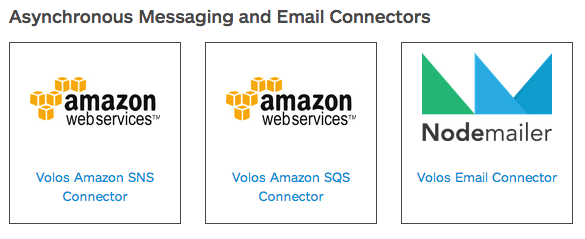 Asynchronous Messaging and Email Connectors
amazon
webservices™
Volos Amazon SNS
Connector
amazon
webservices™
Volos Amazon SQS
Connector
Nodemailer
Volos Email Connector